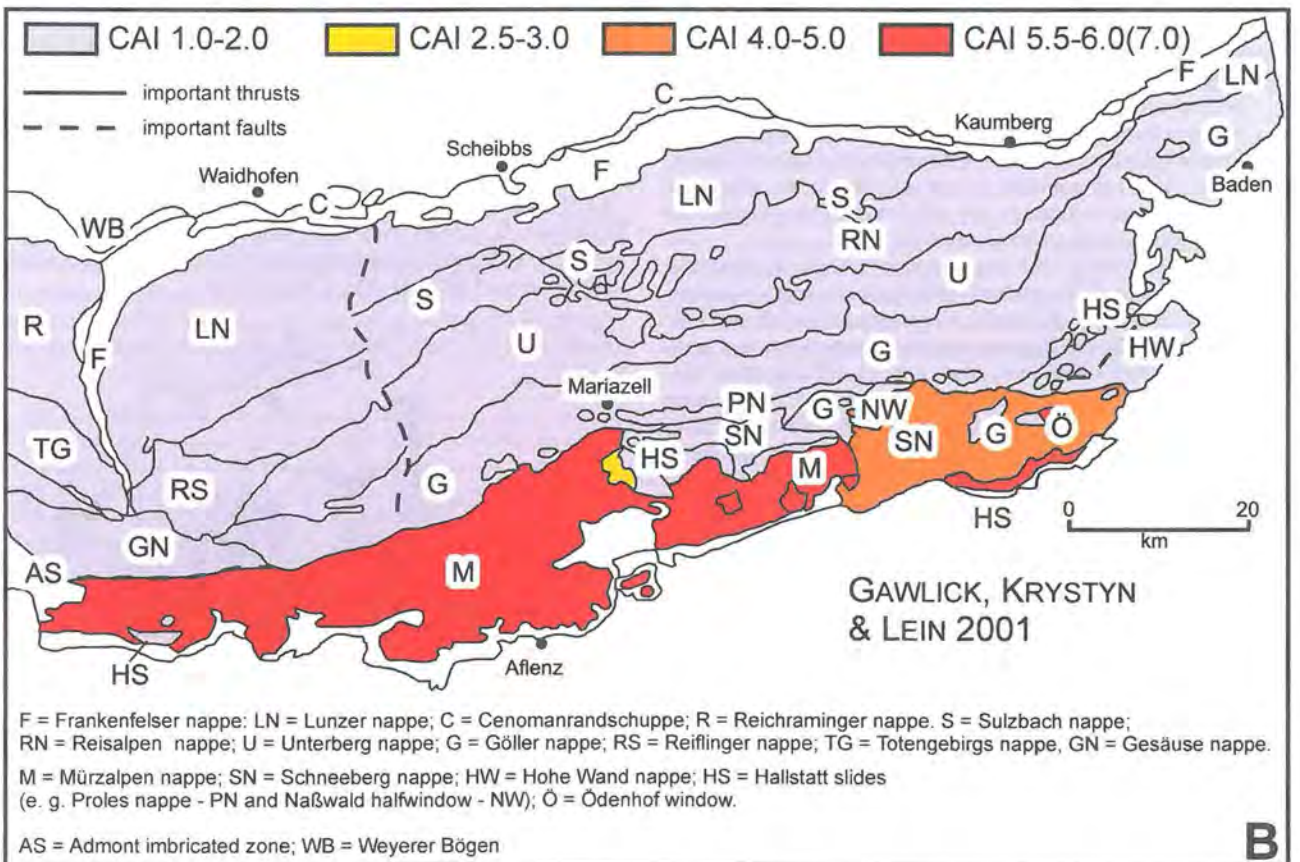 CAI 1.0-2.0 CAI 2.5-3.0 CAI 4.0-5.0 CAI 5.5-6.0(7.0)
important thrusts
important faults
F
LN
C
Kaumberg
G
Scheibbs
Baden
Waidhofen
F
C
LN
S
WB
RN
S
U
R
LN
S
HS
F
U
HW
G
Mariazell
PN
G
NW
TG
SN
SN
G
Ö
HS
RS
G
M
HS
0 20
km
GN
AS
M
GAWLICK, KRYSTYN
& LEIN 2001
HS
Aflenz
F = Frankenfelser nappe: LN = Lunzer nappe; C = Cenomanrandschuppe; R = Reichraminger nappe. S = Sulzbach nappe;
RN = Reisalpen nappe; U = Unterberg nappe; G = Göller nappe; RS = Reiflinger nappe; TG = Totengebirgs nappe, GN = Gesäuse nappe.
M = Mürzalpen nappe; SN = Schneeberg nappe; HW = Hohe Wand nappe; HS = Hallstatt slides
(e. g. Proles nappe - PN and Naßwald halfwindow - NW); Ö = Ödenhof window.
AS = Admont imbricated zone; WB = Weyerer Bögen
B